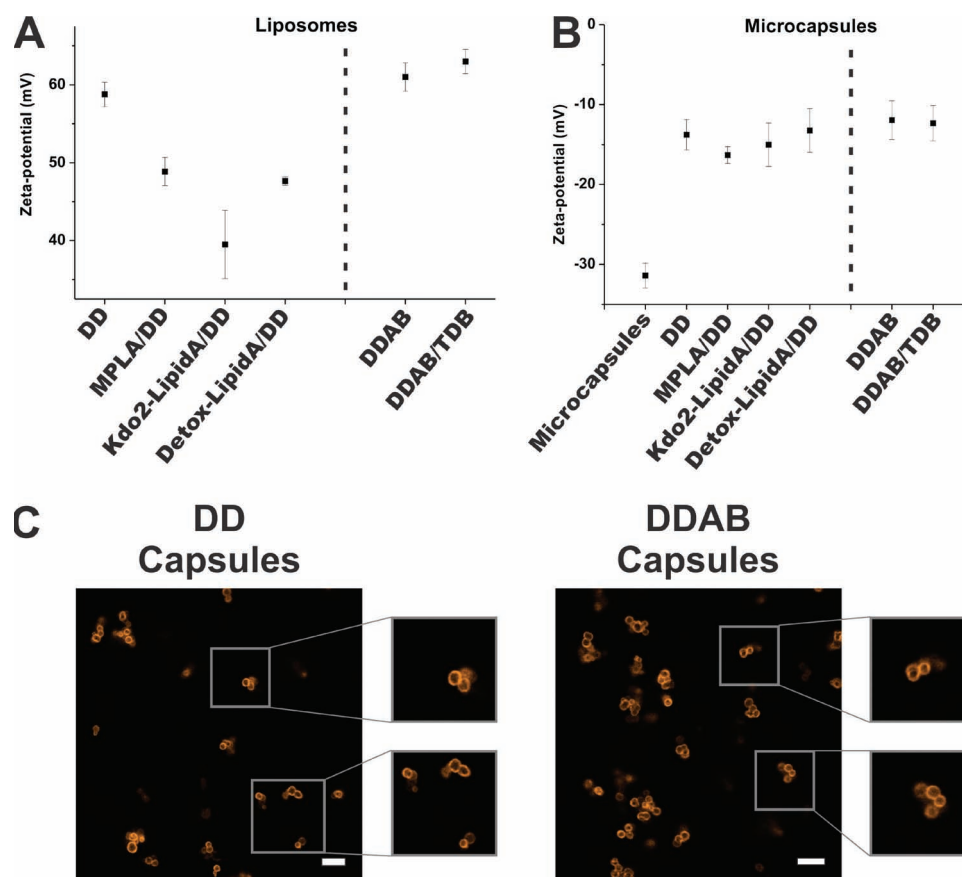 A
Liposomes
Zeta-potential (mV)
60
50
40
DD
MPLA/DD
Kdo2-LipidA/DD
Detox-LipidA/DD
DDAB
DDAB/TDB
B
Microcapsules
Zeta-potential (mV)
-0
-10
-20
-30
Microcapsules
DD
MPLA/DD
Kdo2-LipidA/DD
Detox-LipidA/DD
DDAB
DDAB/TDB
C
DD
Capsules
DDAB
Capsules